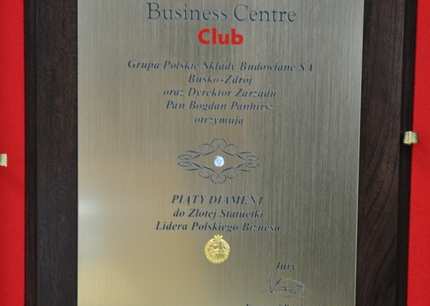 Business Centre
Club
Grupa Polskie Składy Budowlane S.A.
Busko-Zdrój
oraz Dyrektor Zarządu
Pan Bogdan Panhirsz
otrzymują
PIĄTY DIAMENT
do Złotej Statuetki
Lidera Polskiego Biznesu
Jury